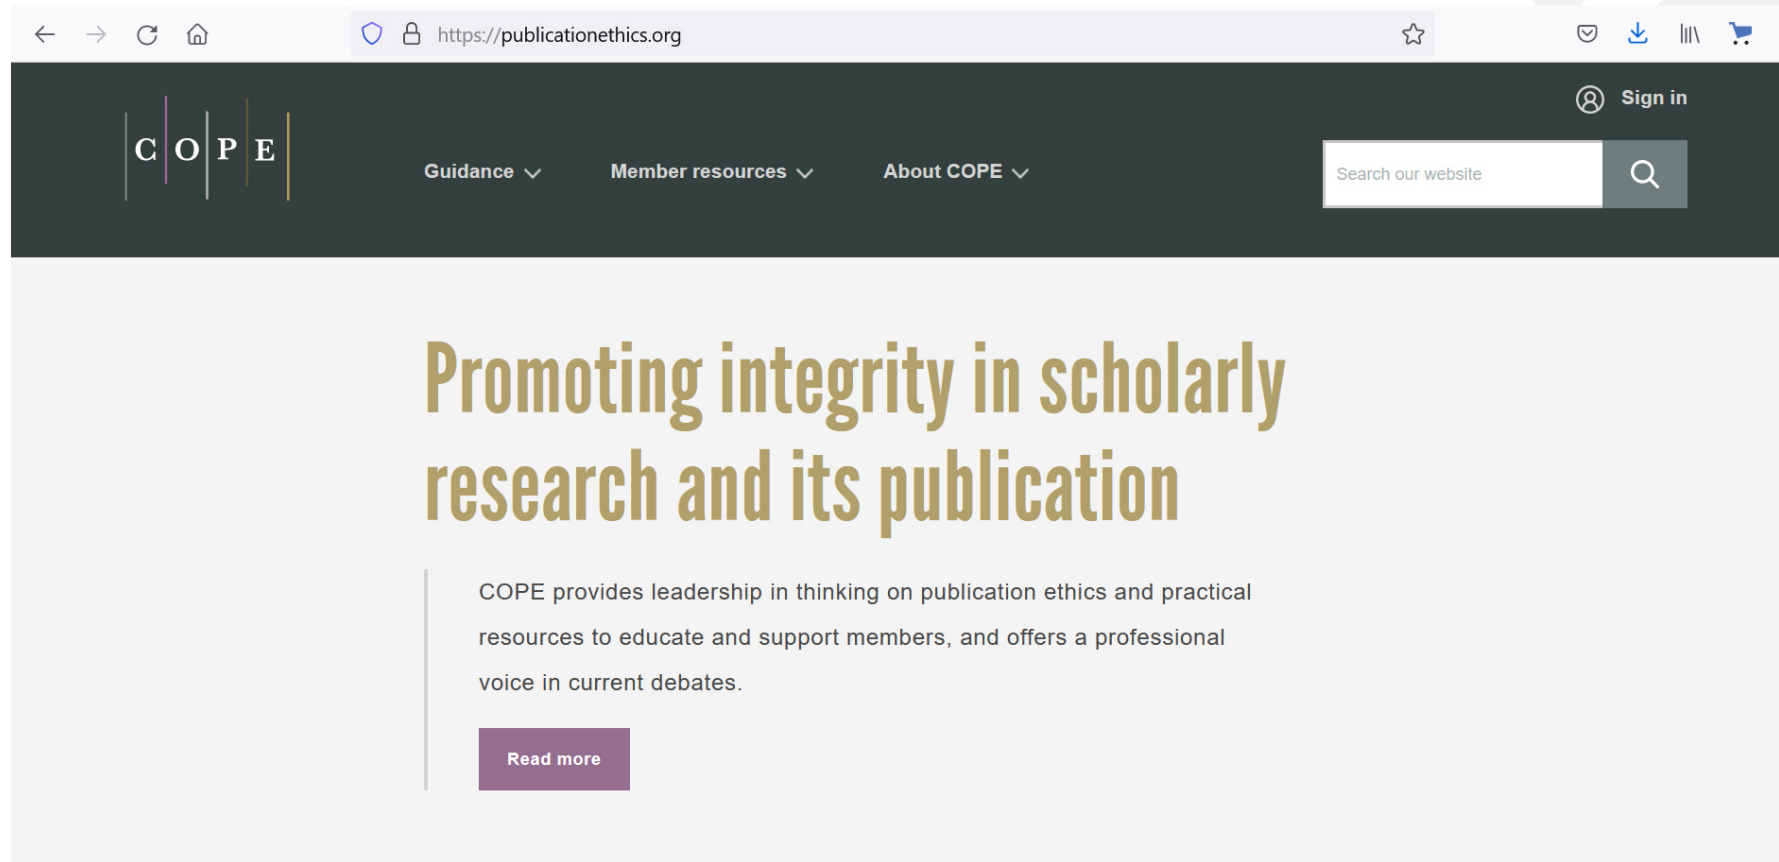 https://publicationethics.org
Sign in
COPE
Guidance
Member resources
About COPE
Search our website
Promoting integrity in scholarly
research and its publication
COPE provides leadership in thinking on publication ethics and practical
resources to educate and support members, and offers a professional
voice in current debates.
Read more